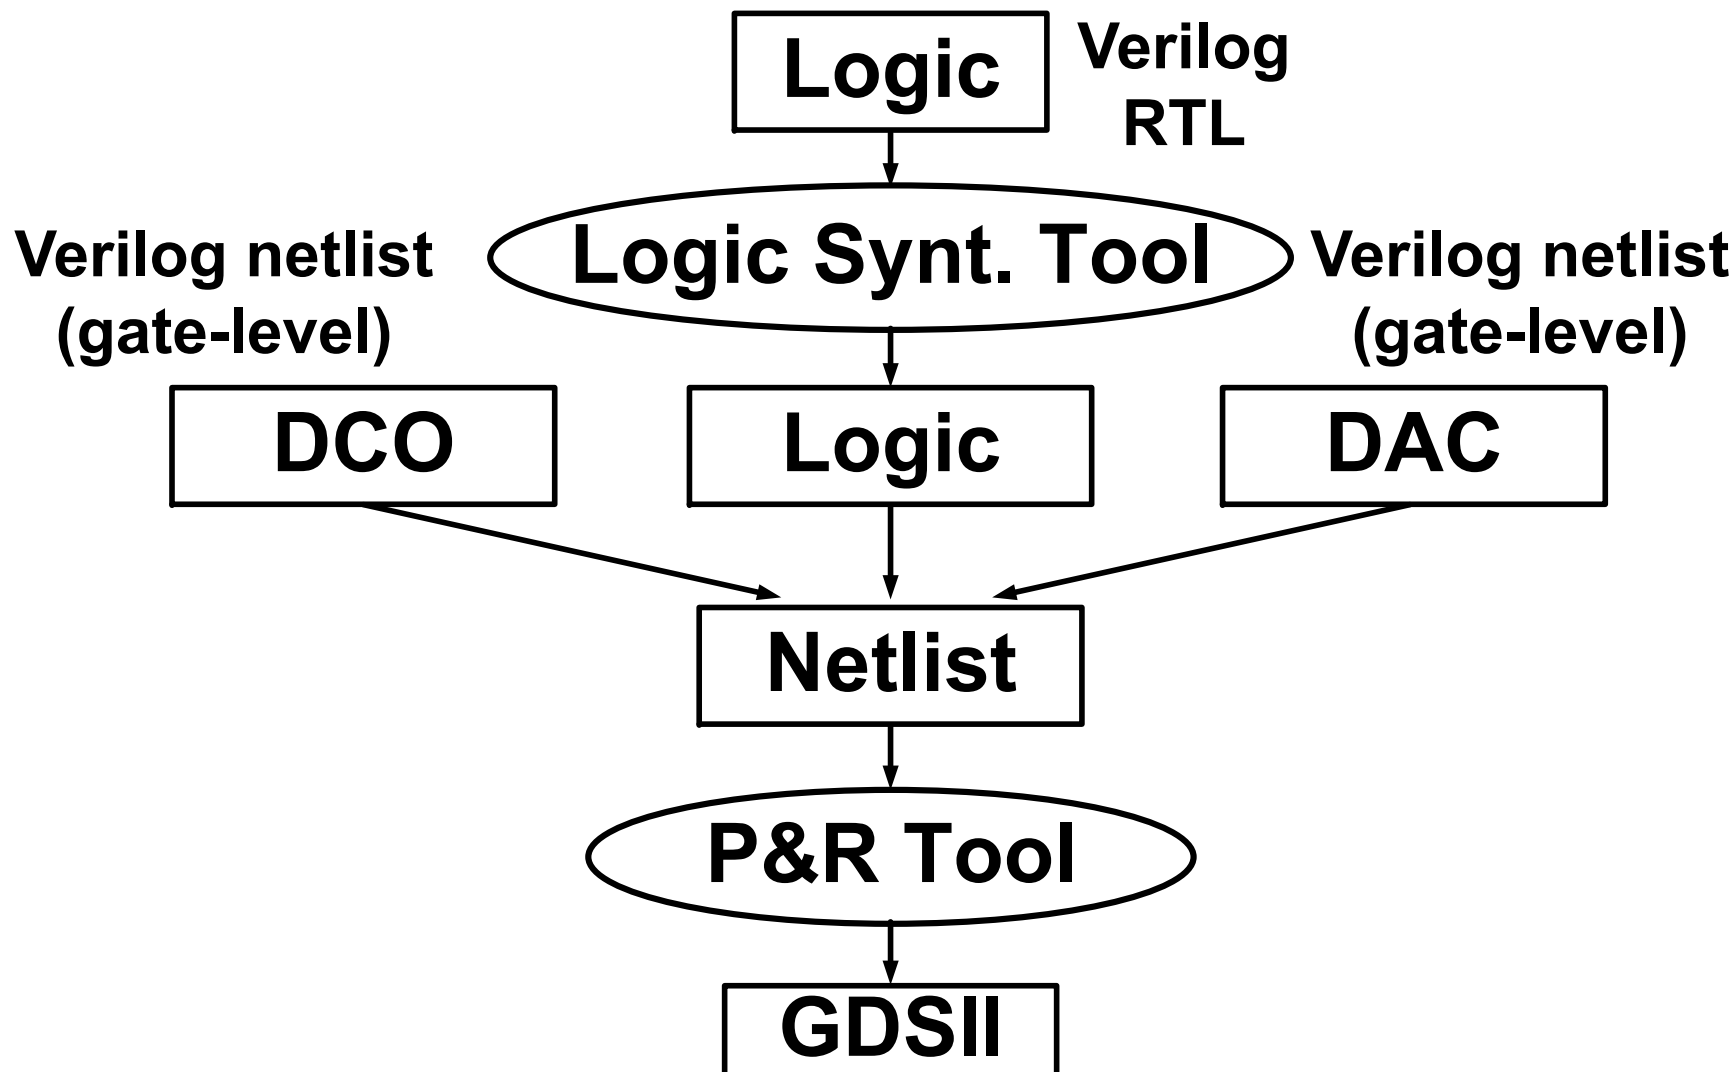 Logic
Verilog
RTL
Logic Synt. Tool
Verilog netlist
(gate-level)
Verilog netlist
(gate-level)
DCO
Logic
DAC
Netlist
P&R Tool
GDSII